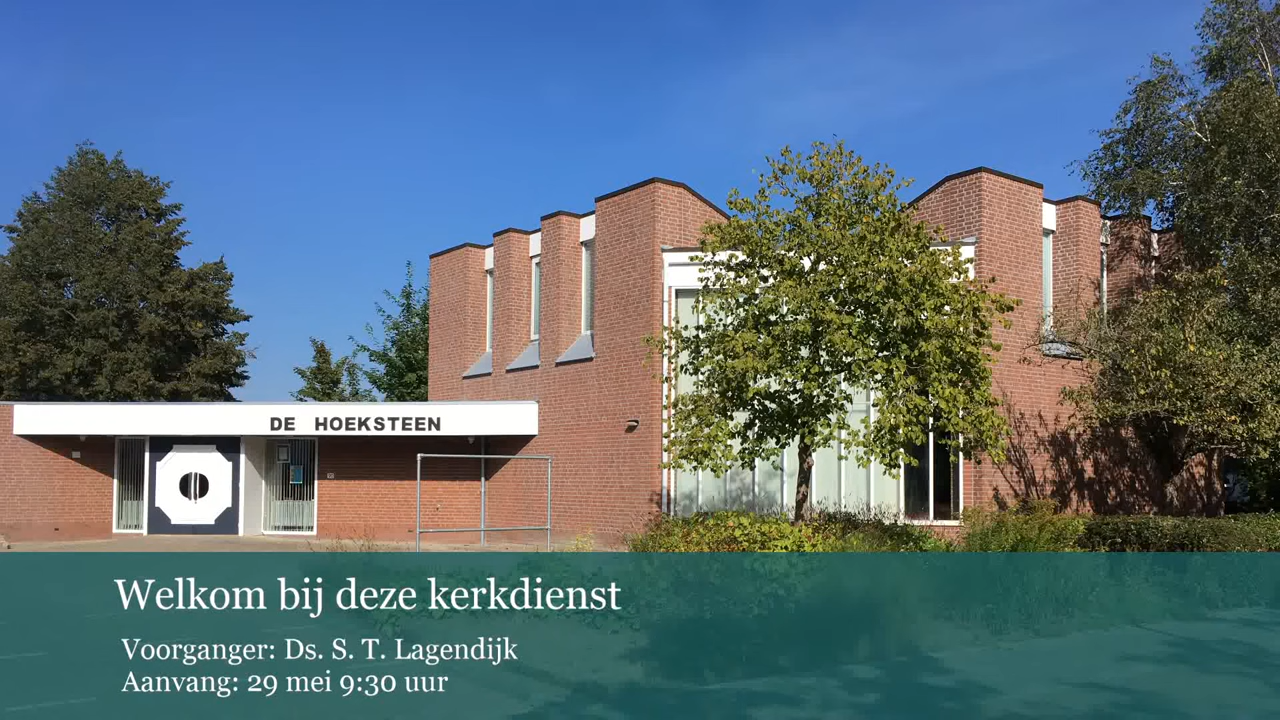 DE HOEKSTEEN
Welkom bij deze kerkdienst
Voorganger: Ds. S. T. Lagendijk
Aanvang: 29 mei 9:30 uur